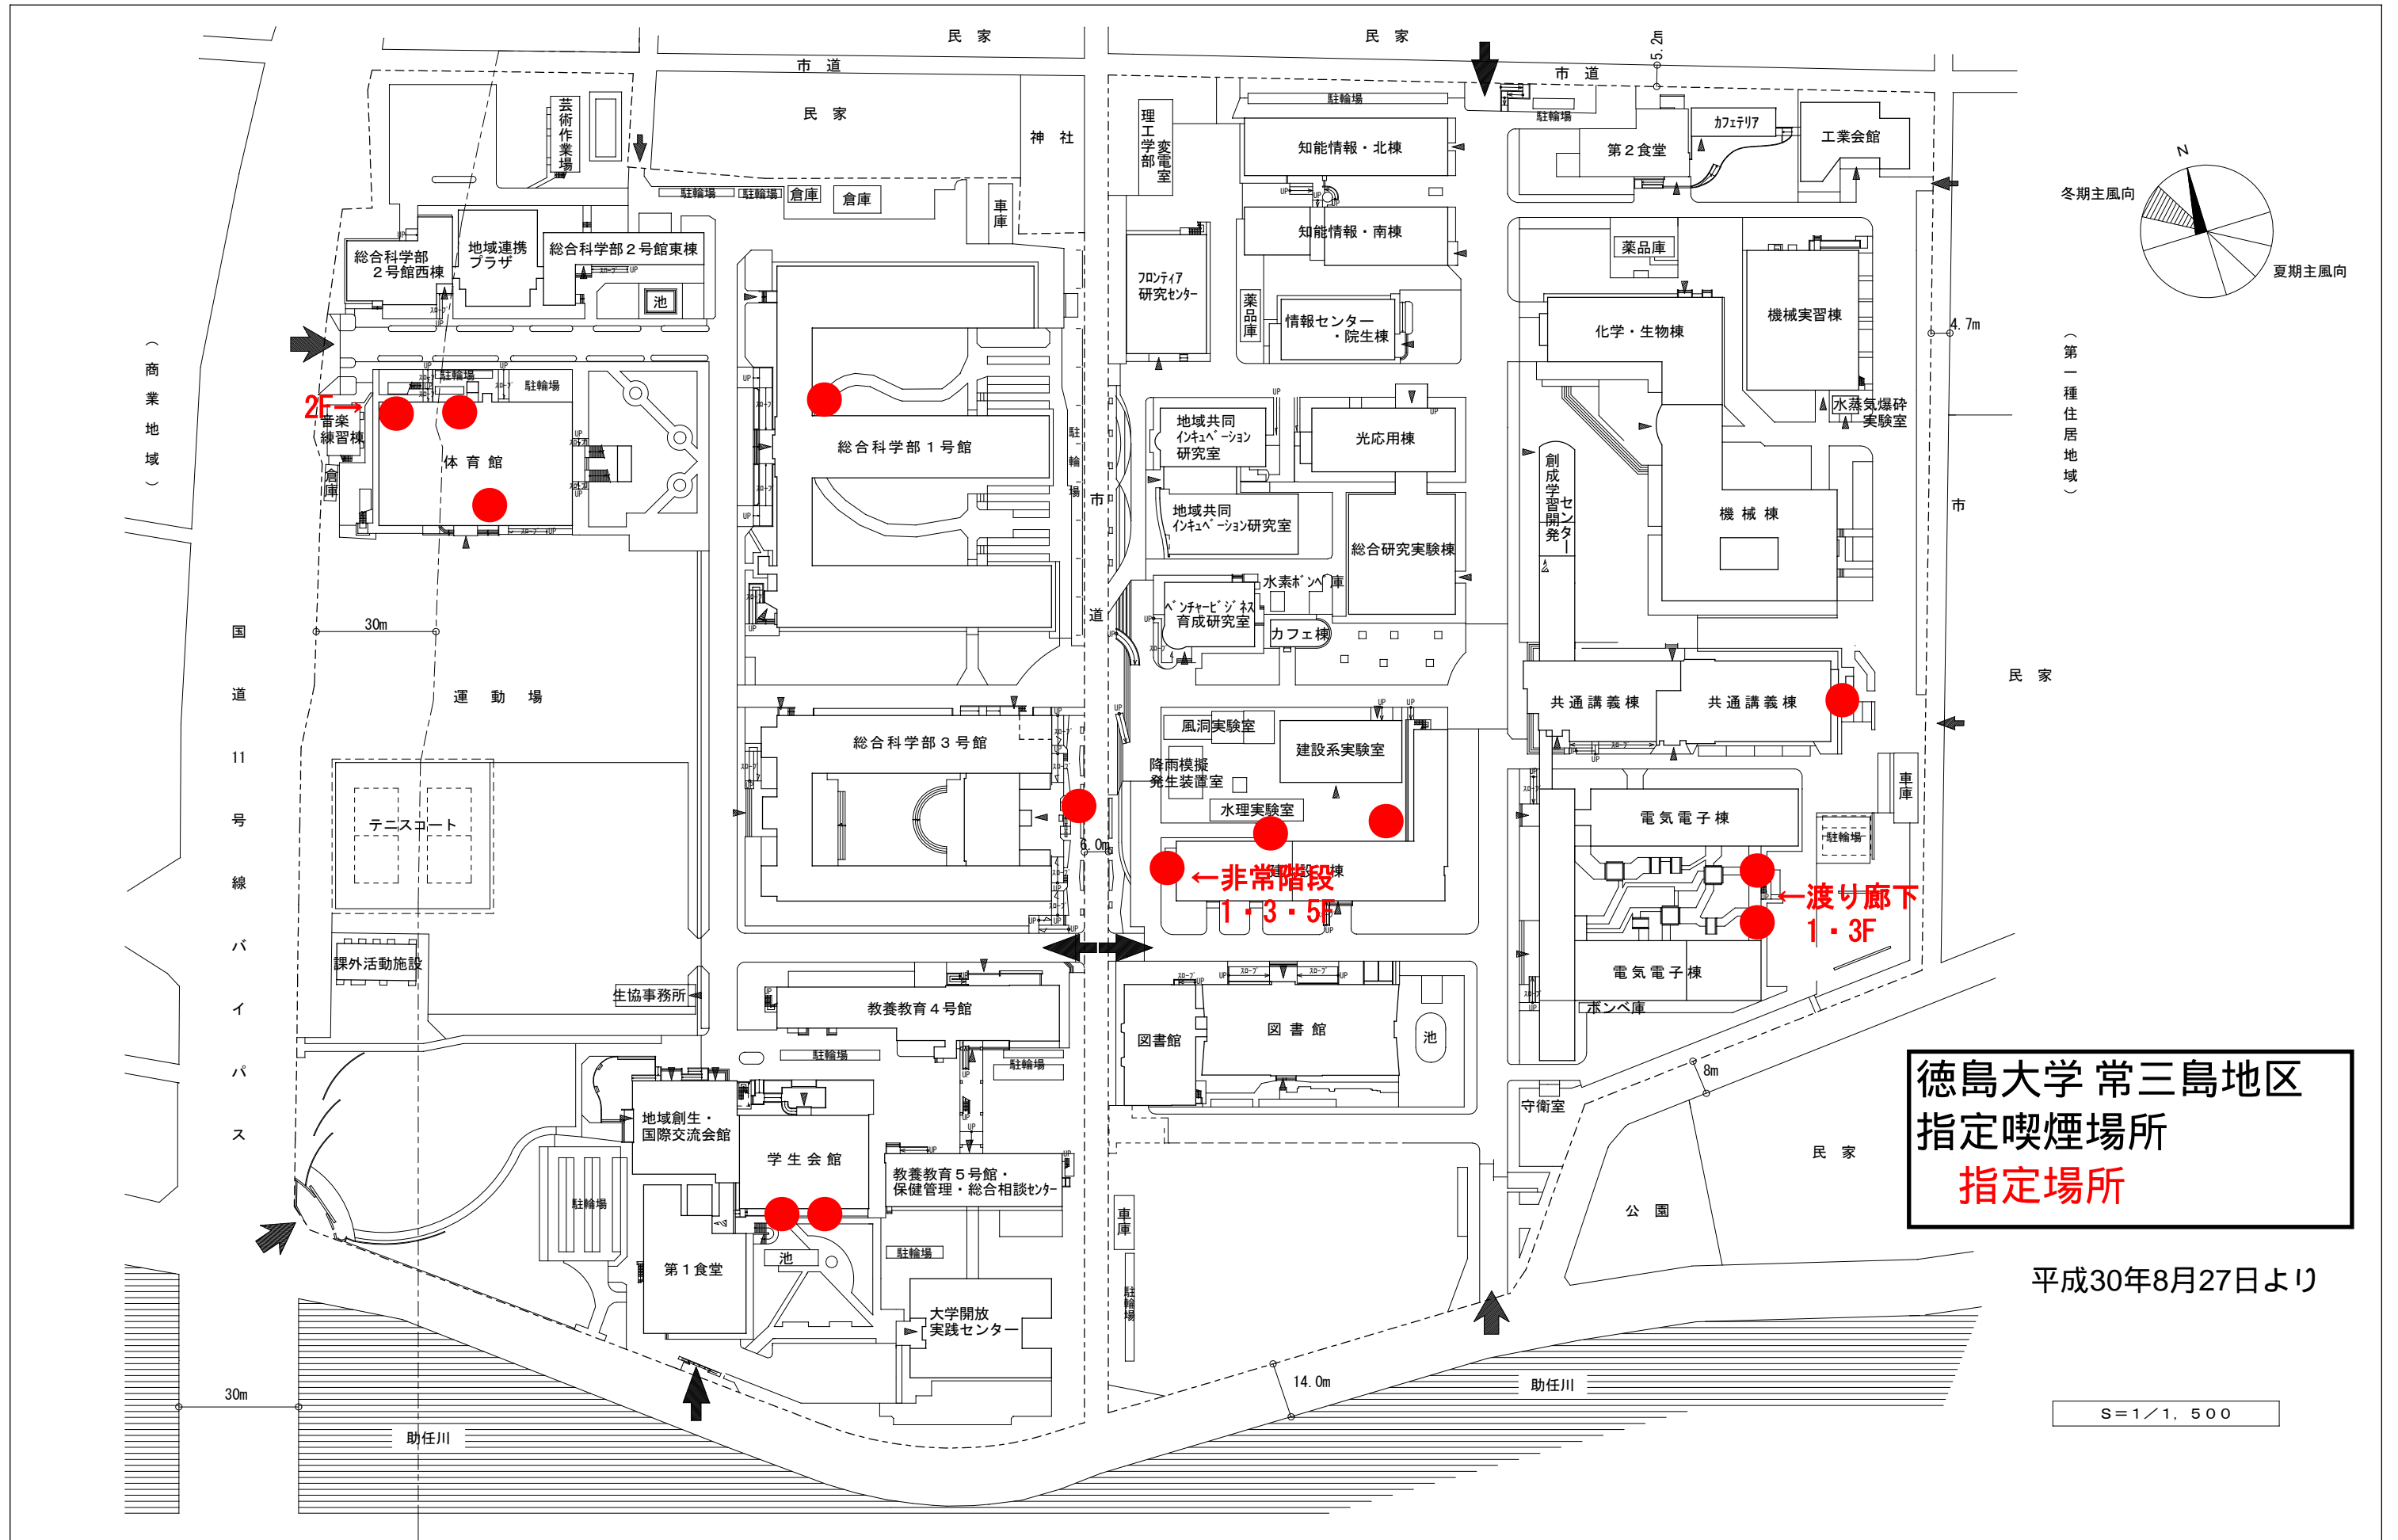 民 家
民 家
市 道
市 道
5.2m
民 家
神 社
芸術作業場
理工学部
変電室
駐輪場
駐輪場
知能情報・北棟
第2食堂
カフェテリア
工業会館
N
冬期主風向
夏期主風向
駐輪場
駐輪場
倉庫
倉庫
車庫
総合科学部
2号館西棟
地域連携
プラザ
総合科学部2号館東棟
池
知能情報・南棟
薬品庫
フロンティア
研究センター
薬品庫
情報センター
・院生棟
化学・生物棟
機械実習棟
4.7m
(商業地域)
(第一種住居地域)
2F→
音楽
練習棟
倉庫
駐輪場
駐輪場
体育館
総合科学部1号館
駐輪場
市
道
地域共同
インキュベーション
研究室
光応用棟
水蒸気爆砕
実験室
創成学習開発
センター
機械棟
市
地域共同
インキュベーション研究室
総合研究実験棟
水素ボンベ庫
ベンチャービジネス
育成研究室
カフェ棟
30m
国道11号線バイパス
運動場
民 家
総合科学部3号館
風洞実験室
建設系実験室
共通講義棟
共通講義棟
降雨模擬
発生装置室
水理実験室
車庫
テニスコート
6.0m
電気電子棟
駐輪場
建設棟
←非常階段
1・3・5F
←渡り廊下
1・3F
課外活動施設
生協事務所
教養教育4号館
電気電子棟
ボンベ庫
図書館
図書館
池
駐輪場
駐輪場
8m
守衛室
地域創生・
国際交流会館
学生会館
教養教育5号館・
保健管理・総合相談センター
駐輪場
車庫
民 家
公 園
徳島大学 常三島地区
指定喫煙場所
指定場所
第1食堂
池
駐輪場
平成30年8月27日より
大学開放
実践センター
駐輪場
30m
14.0m
助任川
助任川
S=1/1,500